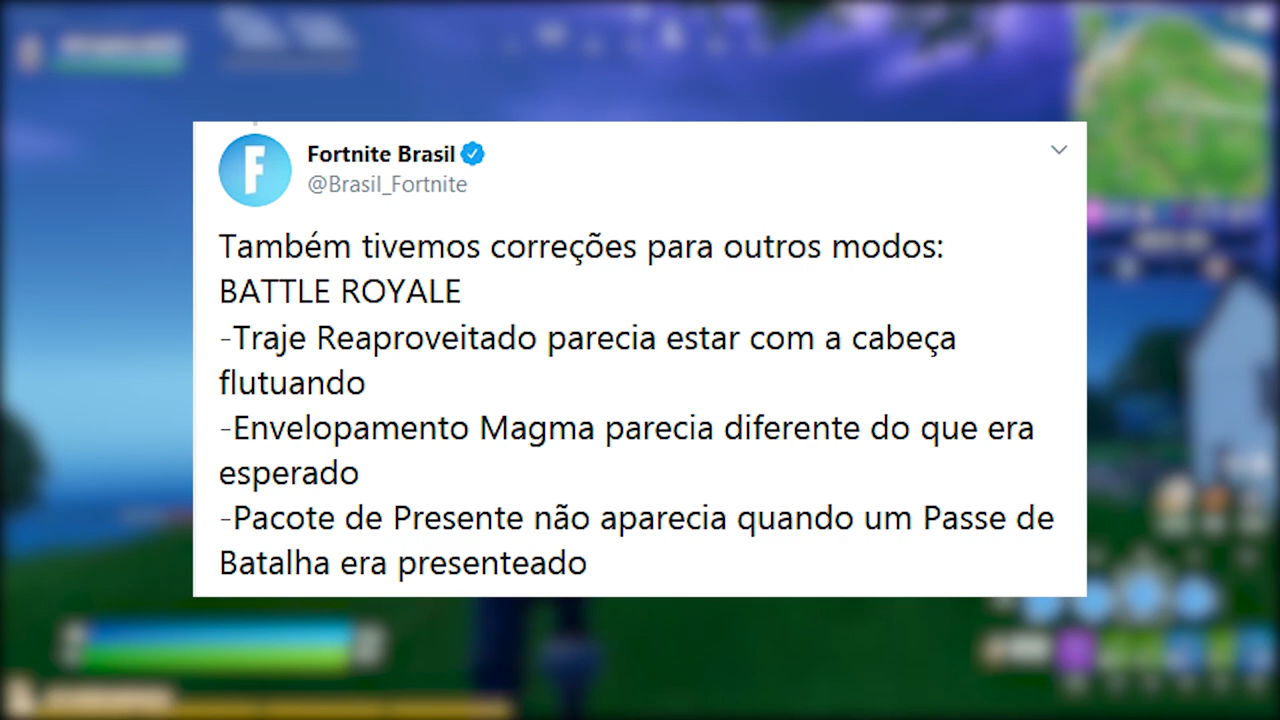 Fortnite Brasil
@Brasil_Fortnite
Também tivemos correções para outros modos:
BATTLE ROYALE
-Traje Reaproveitado parecia estar com a cabeça
flutuando
-Envelopamento Magma parecia diferente do que era
esperado
-Pacote de Presente não aparecia quando um Passe de
Batalha era presenteado